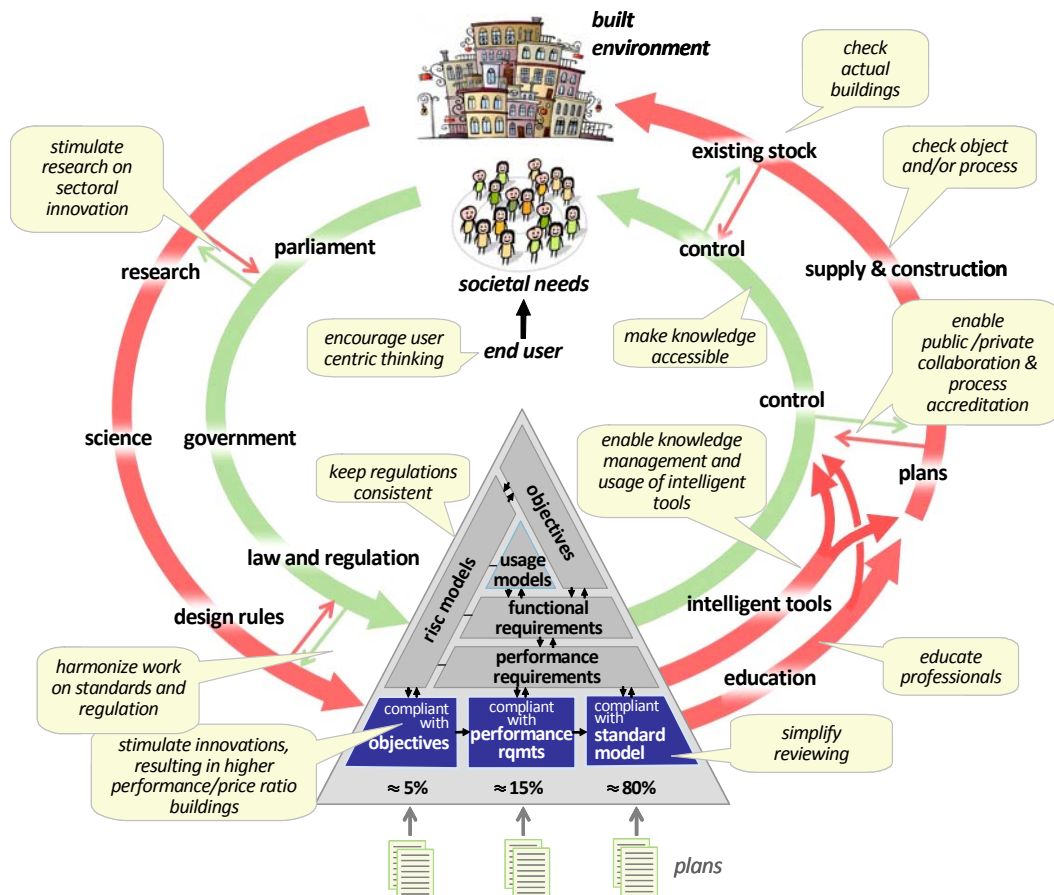 built
environment
check
actual
buildings
stimulate
research on
sectoral
innovation
existing stock
check object
and/or process
parliament
control
research
supply & construction
societal needs
encourage user
centric thinking
end user
make knowledge
accessible
enable
public /private
collaboration &
process
accreditation
control
science
government
enable knowledge
management and
usage of intelligent
tools
keep regulations
consistent
plans
objectives
law and regulation
risc models
usage
models
design rules
functional
requirements
intelligent tools
performance
requirements
harmonize work
on standards and
regulation
education
educate
professionals
compliant
with
objectives
compliant
with
performance
rqmts
compliant
with
standard
model
stimulate innovations,
resulting in higher
performance/price ratio
buildings
simplify
reviewing
≈ 5%
≈ 15%
≈ 80%
plans